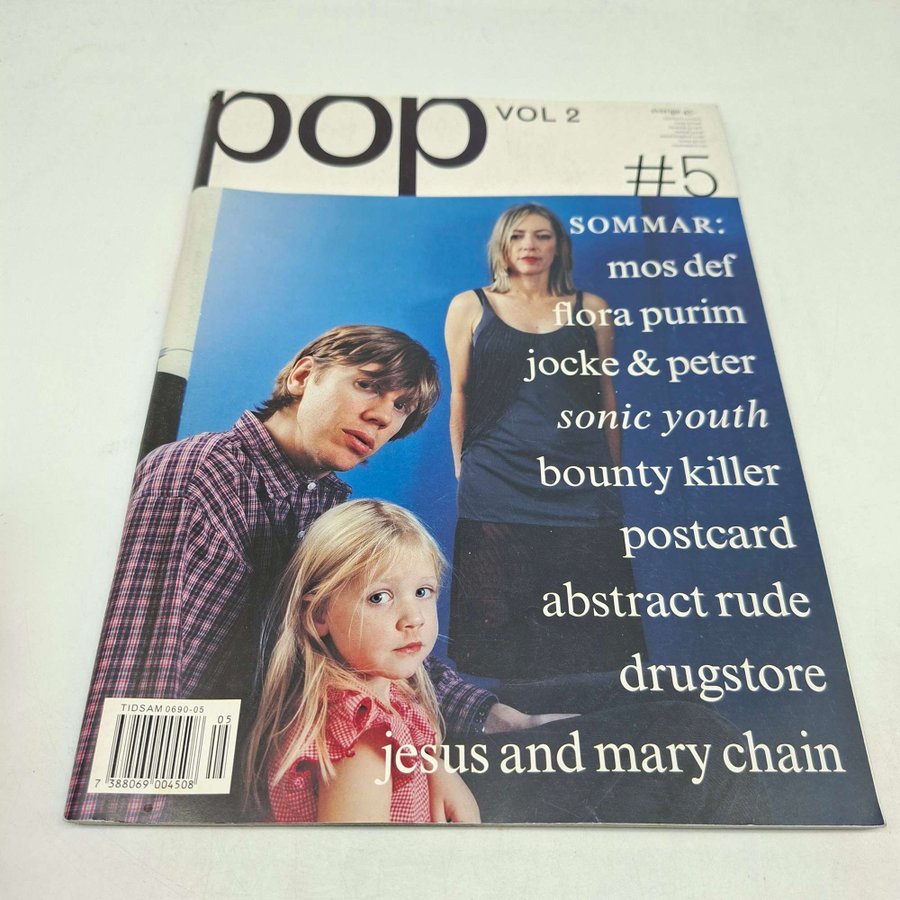 pop
VOL 2
#5
SOMMAR:
mos def
flora purim
jocke & peter
sonic youth
bounty killer
postcard
abstract rude
drugstore
jesus and mary chain
TIDSAM 0690-05
05
7 388069 004508